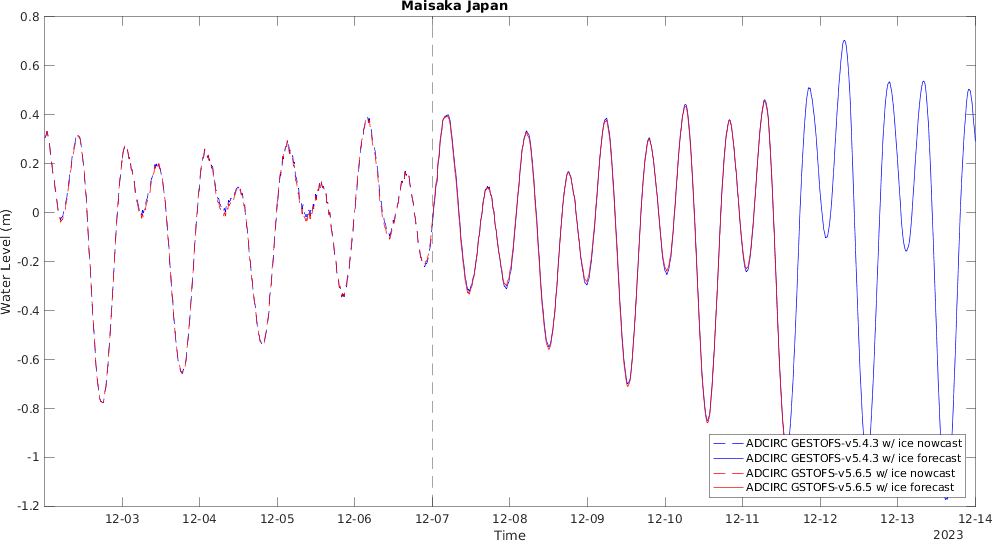 Maisaka Japan
0.8
0.6
0.4
0.2
0
-0.2
-0.4
-0.6
-0.8
-1
-1.2
Water Level (m)
ADCIRC GESTOFS-v5.4.3 w/ ice nowcast
ADCIRC GESTOFS-v5.4.3 w/ ice forecast
ADCIRC GSTOFS-v5.6.5 w/ ice nowcast
ADCIRC GSTOFS-v5.6.5 w/ ice forecast
12-03 12-04 12-05 12-06 12-07 12-08 12-09 12-10 12-11 12-12 12-13 12-14
Time
2023